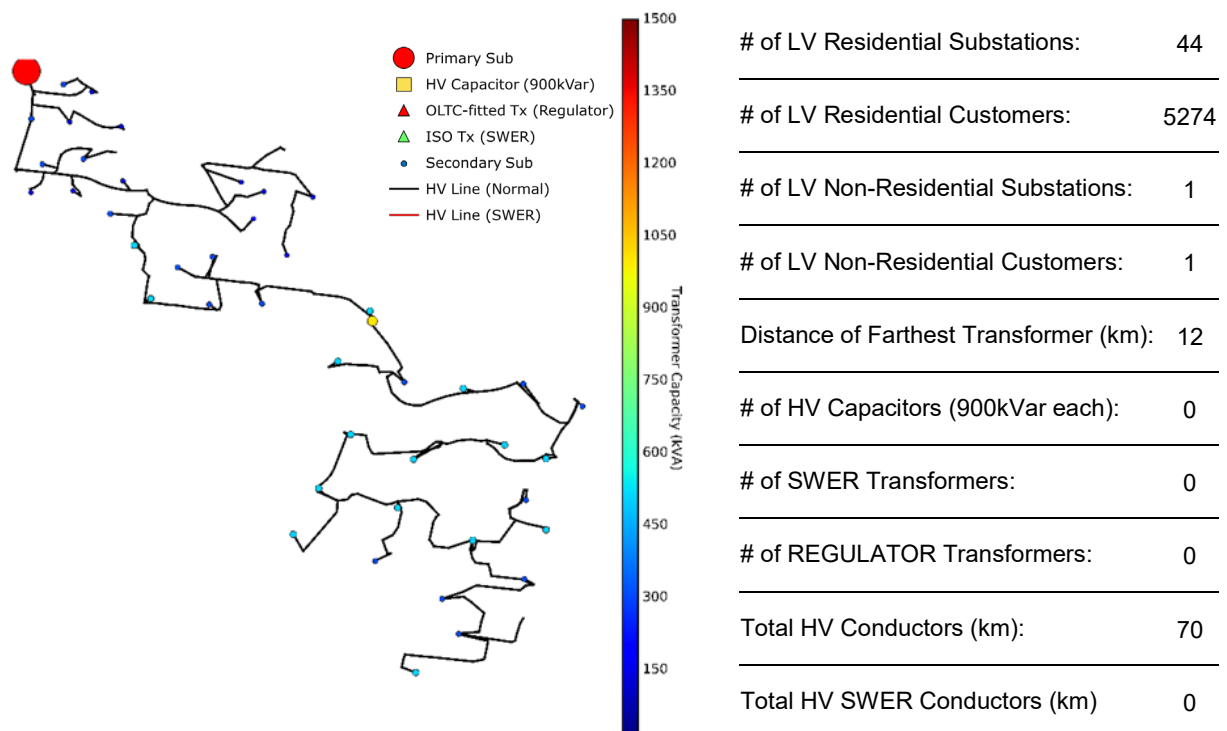 Primary Sub
HV Capacitor (900kVar)
OLTC-fitted Tx (Regulator)
ISO Tx (SWER)
Secondary Sub
HV Line (Normal)
HV Line (SWER)
1500
1350
1200
1050
900
750
600
450
300
150
Transformer Capacity (kVA)
# of LV Residential Substations: 44
# of LV Residential Customers: 5274
# of LV Non-Residential Substations: 1
# of LV Non-Residential Customers: 1
Distance of Farthest Transformer (km): 12
# of HV Capacitors (900kVar each): 0
# of SWER Transformers: 0
# of REGULATOR Transformers: 0
Total HV Conductors (km): 70
Total HV SWER Conductors (km) 0